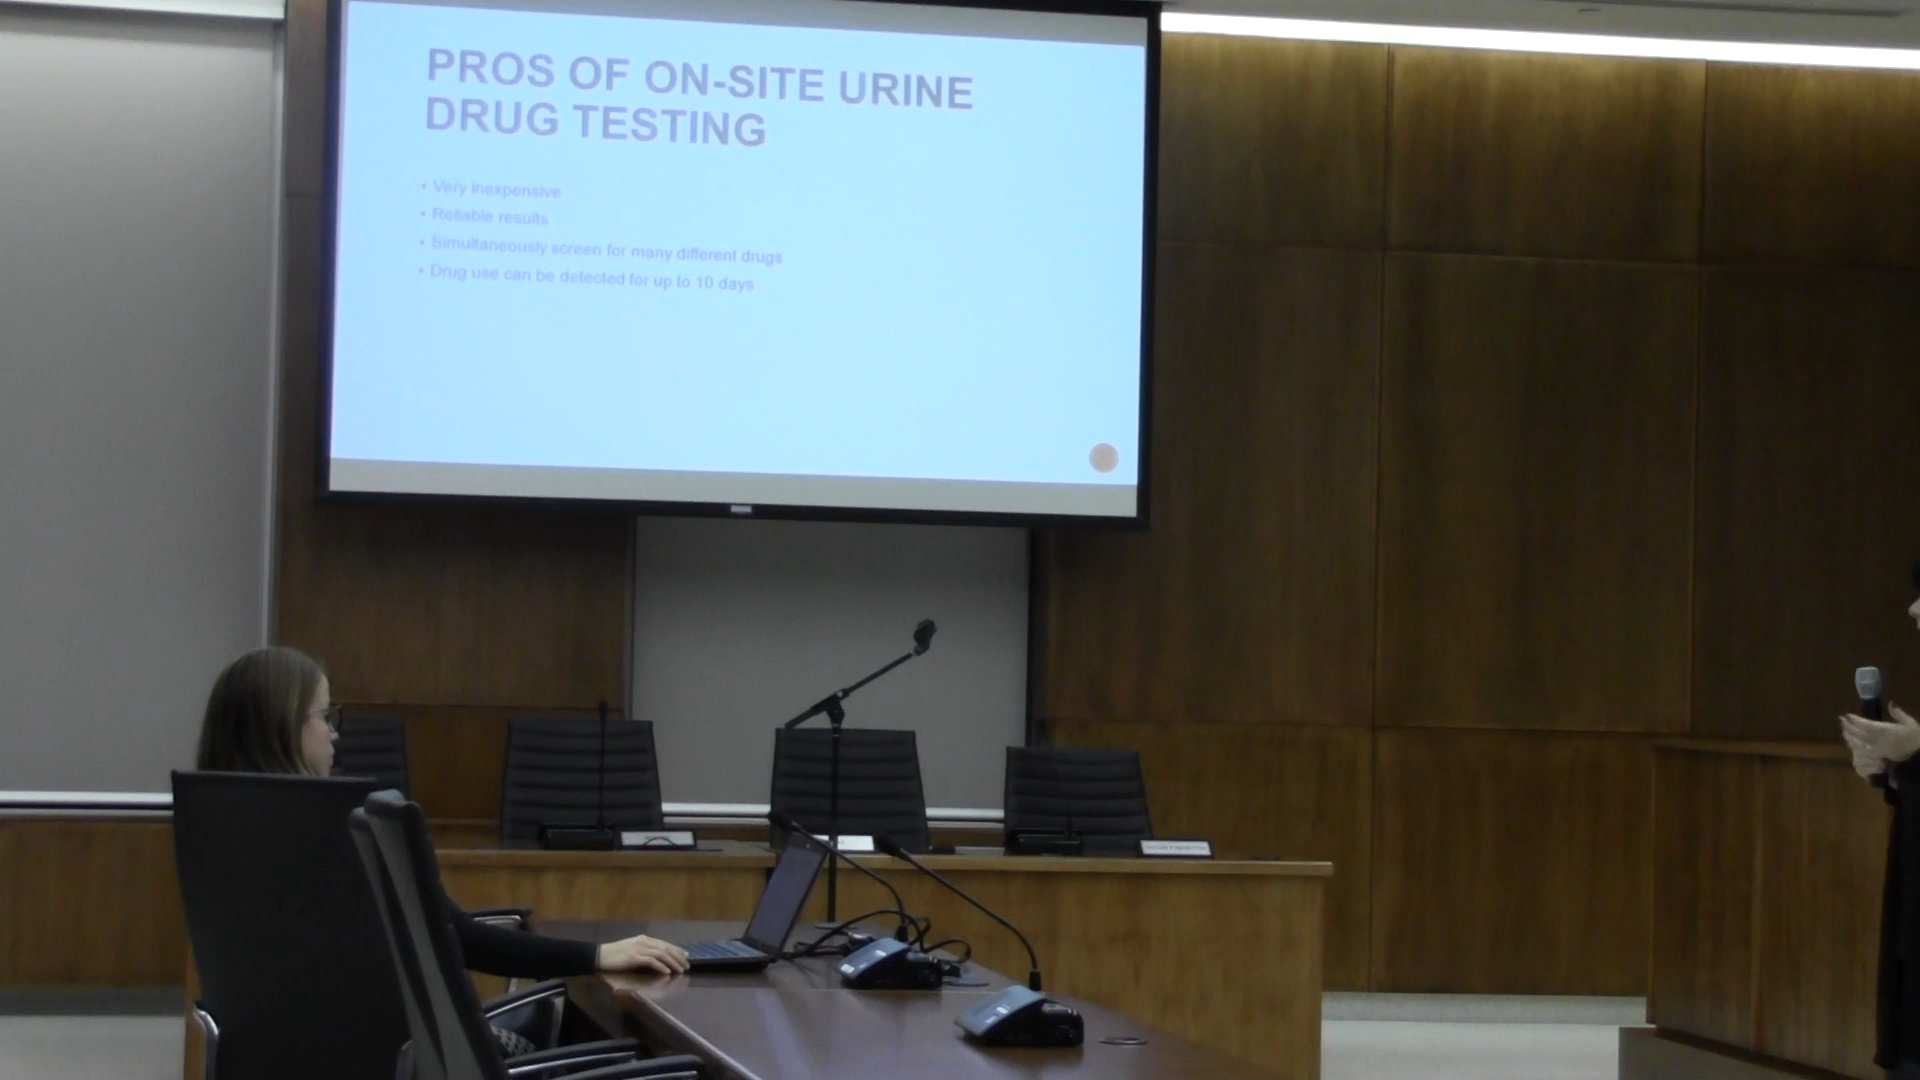 PROS OF ON-SITE URINE
DRUG TESTING
• Very inexpensive
• Reliable results
• Simultaneously screen for many different drugs
• Drug use can be detected for up to 10 days